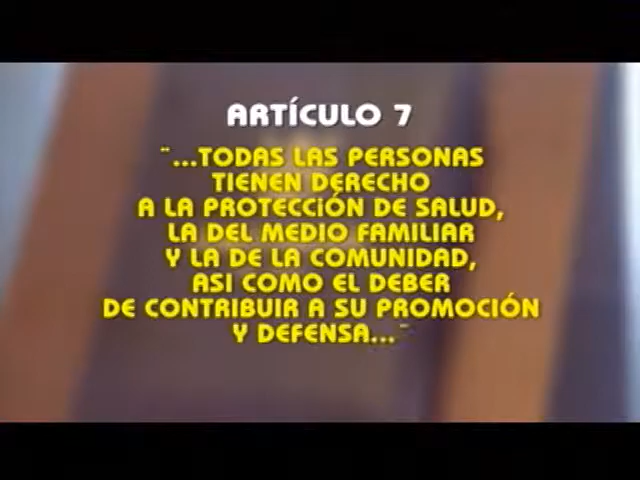 ARTÍCULO 7
¨...TODAS LAS PERSONAS
TIENEN DERECHO
A LA PROTECCIÓN DE SALUD,
LA DEL MEDIO FAMILIAR
Y LA DE LA COMUNIDAD,
ASI COMO EL DEBER
DE CONTRIBUIR A SU PROMOCIÓN
Y DEFENSA...¨